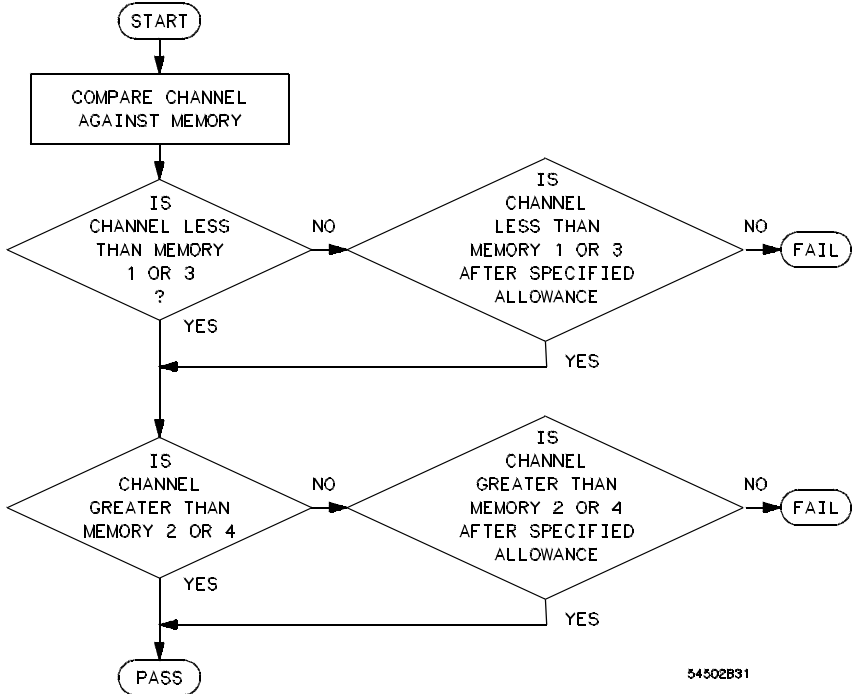 START
COMPARE CHANNEL
AGAINST MEMORY
IS
CHANNEL LESS
THAN MEMORY
1 OR 3
?
NO
YES
IS
CHANNEL
LESS THAN
MEMORY 1 OR 3
AFTER SPECIFIED
ALLOWANCE
NO
FAIL
YES
IS
CHANNEL
GREATER THAN
MEMORY 2 OR 4
NO
YES
IS
CHANNEL
GREATER THAN
MEMORY 2 OR 4
AFTER SPECIFIED
ALLOWANCE
NO
FAIL
YES
PASS
54502B31